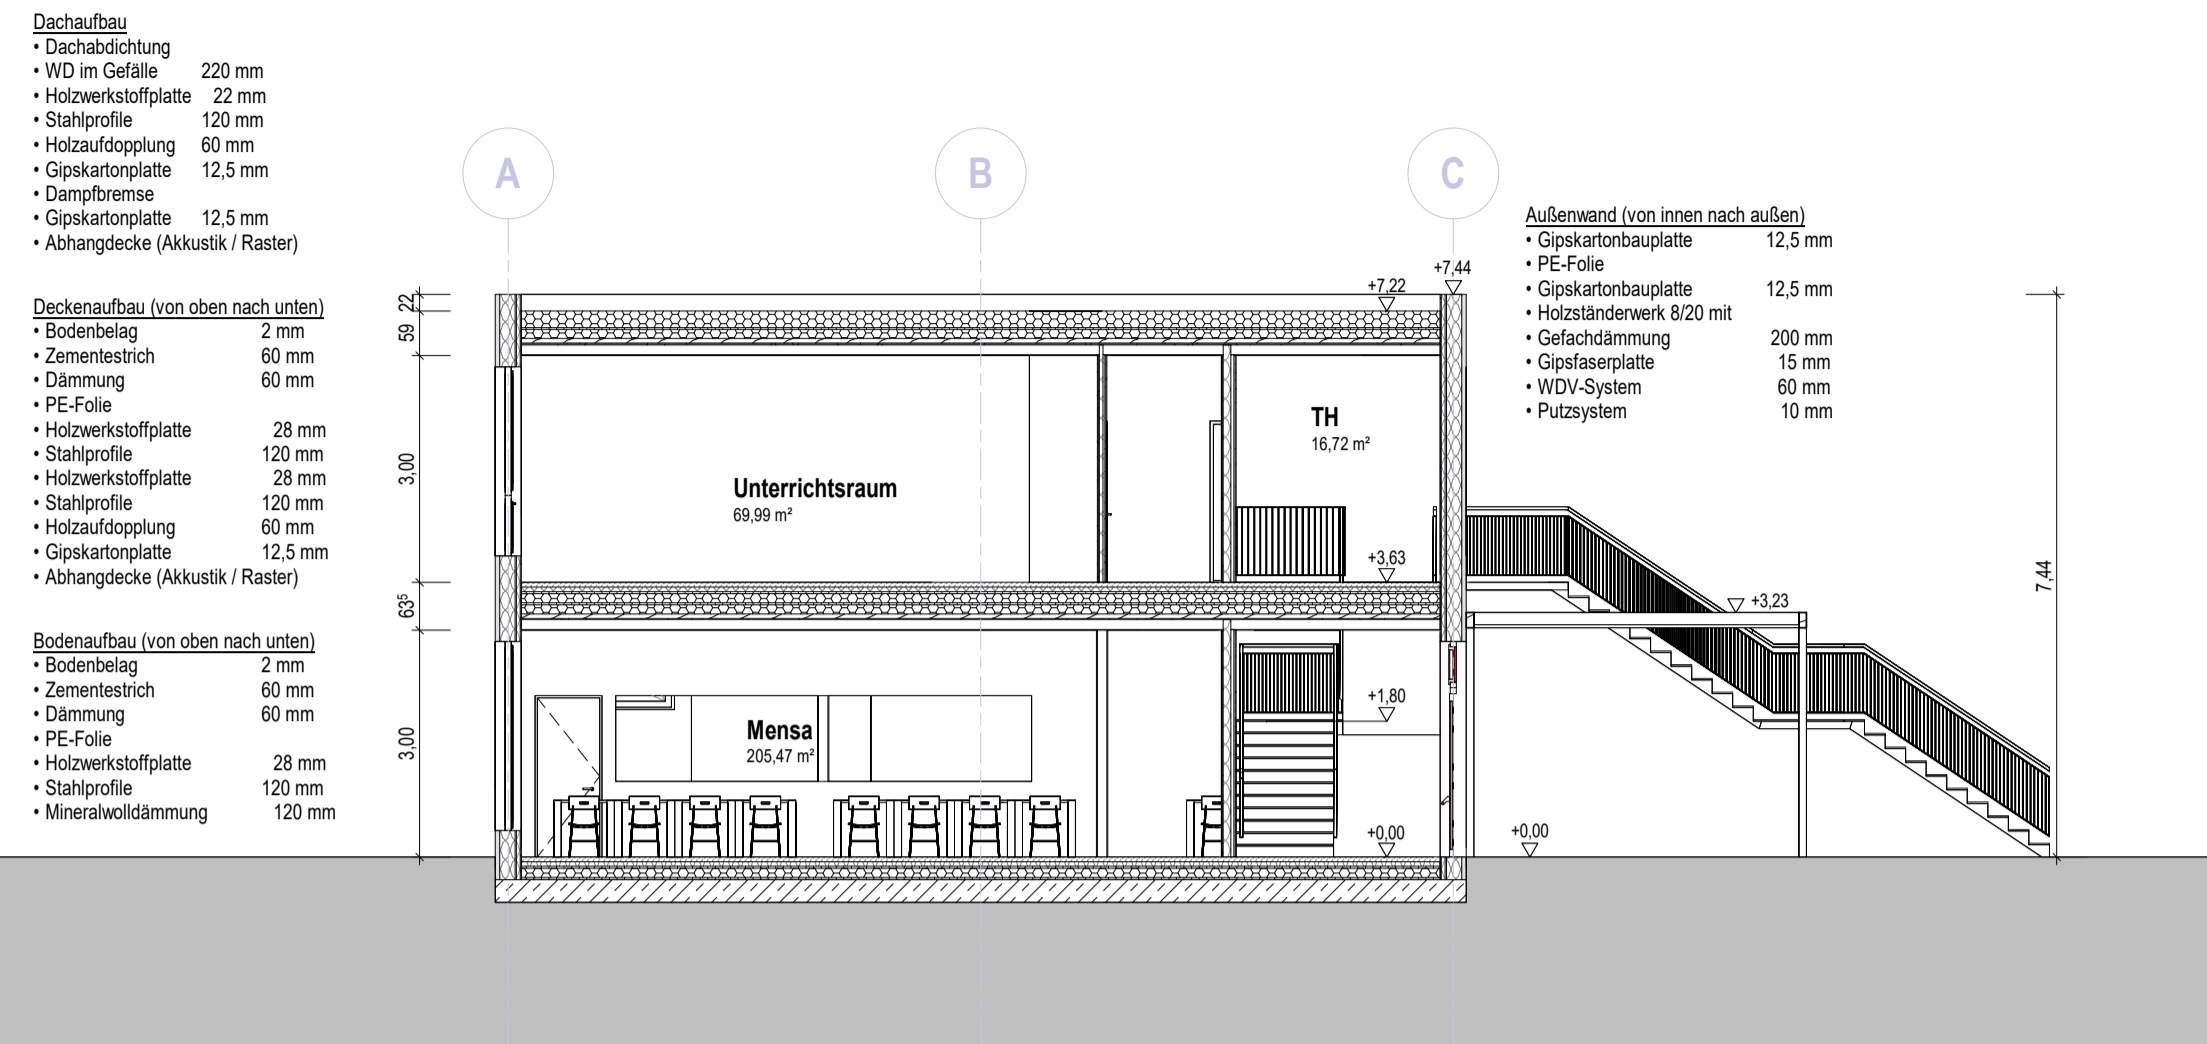 Dachaufbau
• Dachabdichtung
• WD im Gefälle 220 mm
• Holzwerkstoffplatte 22 mm
• Stahlprofile 120 mm
• Holzaufdopplung 60 mm
• Gipskartonplatte 12,5 mm
• Dampfbremse
• Gipskartonplatte 12,5 mm
• Abhangdecke (Akkustik / Raster)
Deckenaufbau (von oben nach unten)
• Bodenbelag 2 mm
• Zementestrich 60 mm
• Dämmung 60 mm
• PE-Folie
• Holzwerkstoffplatte 28 mm
• Stahlprofile 120 mm
• Holzwerkstoffplatte 28 mm
• Stahlprofile 120 mm
• Holzaufdopplung 60 mm
• Gipskartonplatte 12,5 mm
• Abhangdecke (Akkustik / Raster)
Bodenaufbau (von oben nach unten)
• Bodenbelag 2 mm
• Zementestrich 60 mm
• Dämmung 60 mm
• PE-Folie
• Holzwerkstoffplatte 28 mm
• Stahlprofile 120 mm
• Mineralwolldämmung 120 mm
A
B
C
22
59
3,00
63⁵
3,00
+7,22
+7,44
Unterrichtsraum
69,99 m²
TH
16,72 m²
+3,63
Mensa
205,47 m²
+1,80
+0,00
+0,00
+3,23
7,44
Außenwand (von innen nach außen)
• Gipskartonbauplatte 12,5 mm
• PE-Folie
• Gipskartonbauplatte 12,5 mm
• Holzständerwerk 8/20 mit
• Gefachdämmung 200 mm
• Gipsfaserplatte 15 mm
• WDV-System 60 mm
• Putzsystem 10 mm